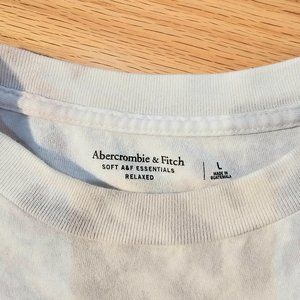 Abercrombie & Fitch
SOFT A&F ESSENTIALS
RELAXED
L
MADE IN
GUATEMALA